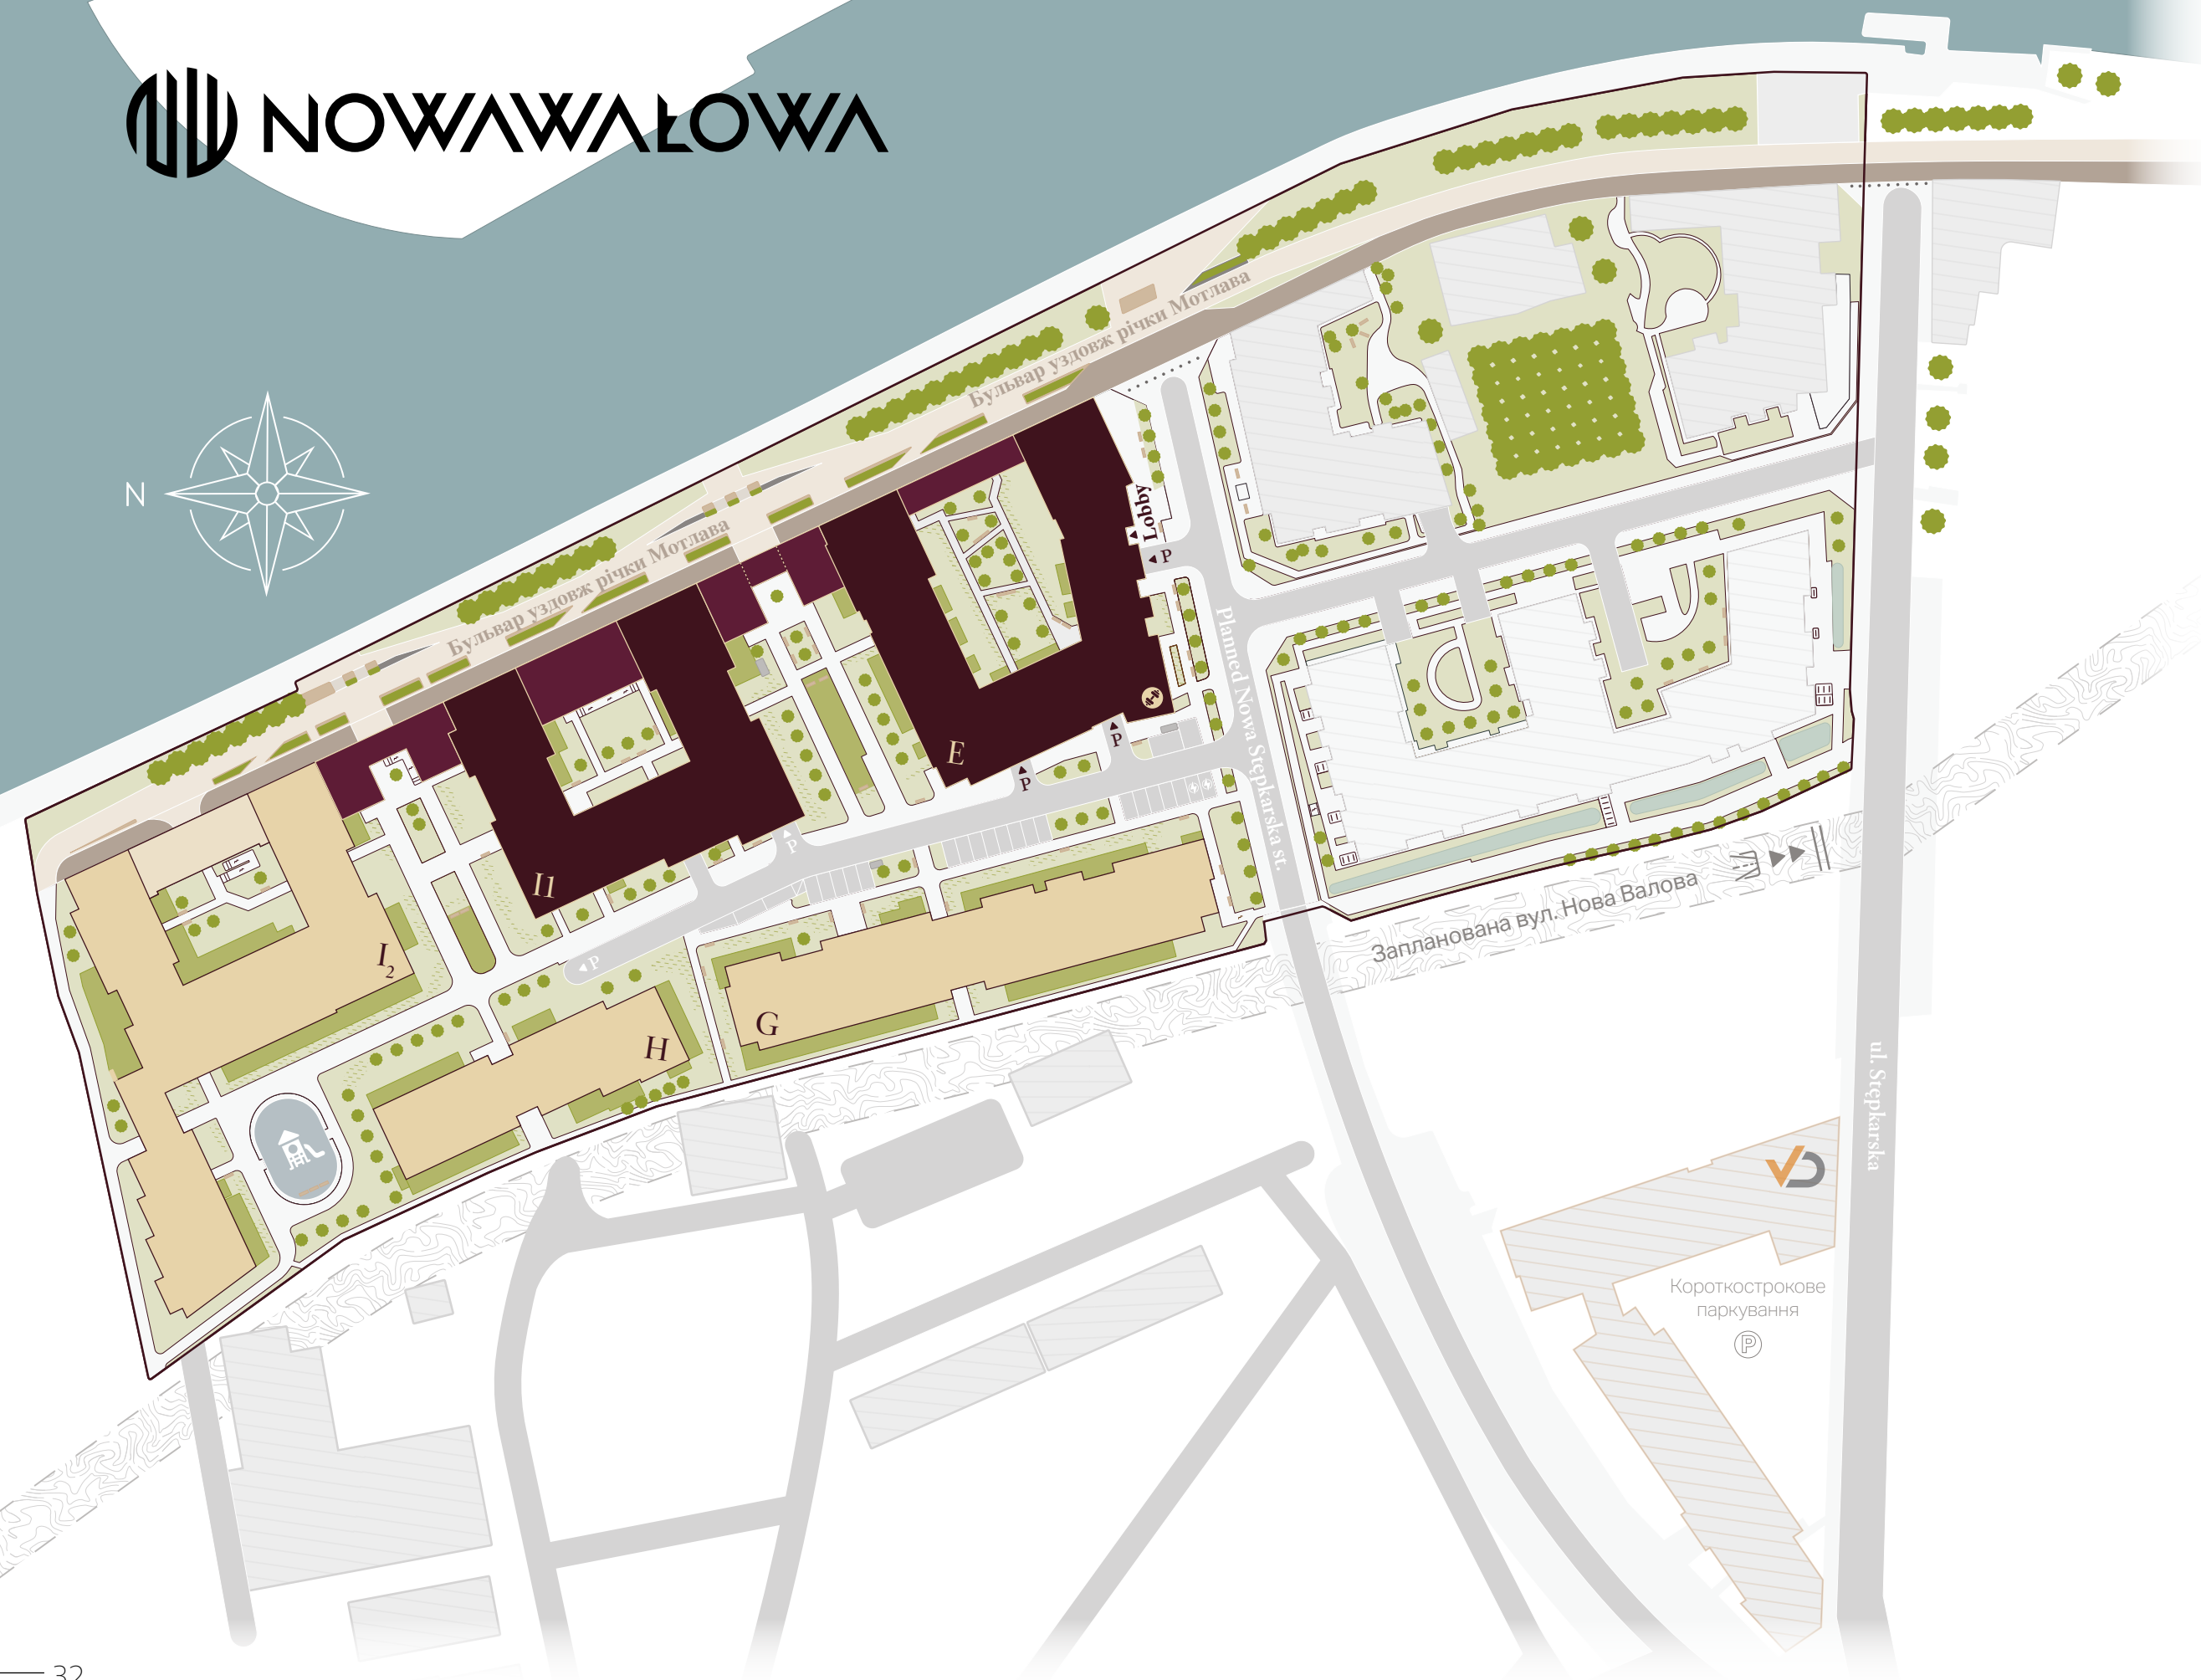 NOWAWAŁOWA
N
Бульвар уздовж річки Мотлава
Бульвар уздовж річки Мотлава
Lobby
P
E
P
P
Planned Nowa Stępkarska st.
I1
P
I2
P
G
H
Запланована вул. Нова Валова
ul. Stępkarska
VD
Короткострокове
паркування
P
32